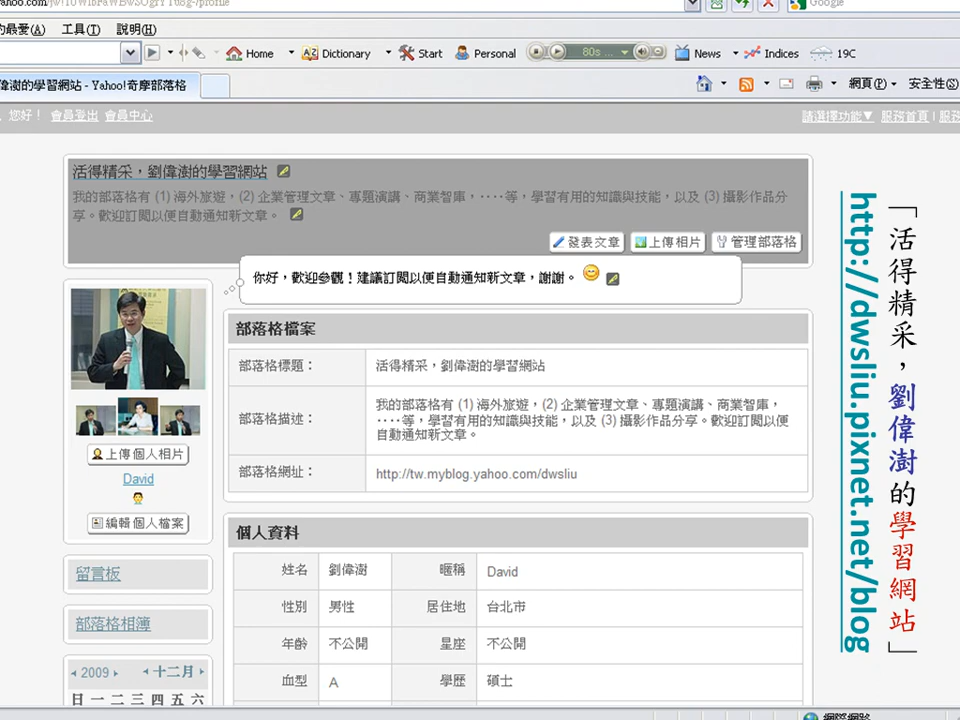 的最愛(A) 工具(T) 說明(H)
Home Dictionary Start Personal 80s ... News Indices 19C
偉澍的學習網站 - Yahoo!奇摩部落格
網頁(P) 安全性(S)
您好！ 會員登出 會員中心
請選擇功能▼ 服務首頁 | 服務
活得精采，劉偉澍的學習網站
我的部落格有 (1) 海外旅遊，(2) 企業管理文章、專題演講、商業智庫，‥‥等，學習有用的知識與技能，以及 (3) 攝影作品分
享。歡迎訂閱以便自動通知新文章。
發表文章 上傳相片 管理部落格
你好，歡迎參觀！建議訂閱以便自動通知新文章，謝謝。
上傳個人相片
David
編輯個人檔案
留言板
部落格相簿
2009 十二月
日 一 二 三 四 五 六
部落格檔案
部落格標題： 活得精采，劉偉澍的學習網站
部落格描述： 我的部落格有 (1) 海外旅遊，(2) 企業管理文章、專題演講、商業智庫，
‥‥等，學習有用的知識與技能，以及 (3) 攝影作品分享。歡迎訂閱以便
自動通知新文章。
部落格網址： http://tw.myblog.yahoo.com/dwsliu
個人資料
姓名 劉偉澍 暱稱 David
性別 男性 居住地 台北市
年齡 不公開 星座 不公開
血型 A 學歷 碩士
「活得精采，劉偉澍的學習網站」
http://dwsliu.pixnet.net/blog